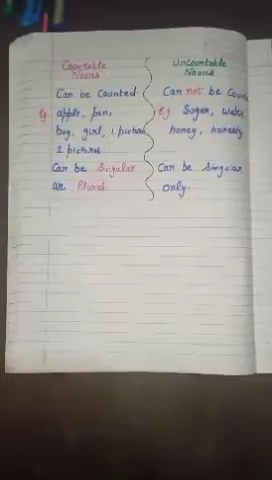 Countable
Nouns
Can be Counted
Eg. apple, pen,
boy, girl, 1 picture
2 pictures
Can be Singular
or Plural
Uncountable
Nouns
Can not be
Eg Sugar, water
honey, honesty
Can be Singular
only.